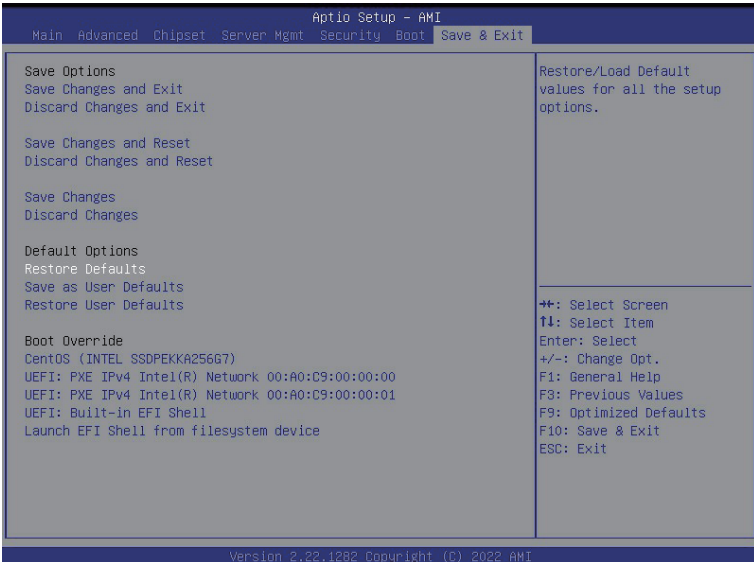 Aptio Setup – AMI
Main Advanced Chipset Server Mgmt Security Boot Save & Exit
Save Options
Save Changes and Exit
Discard Changes and Exit
Save Changes and Reset
Discard Changes and Reset
Save Changes
Discard Changes
Default Options
Restore Defaults
Save as User Defaults
Restore User Defaults
Boot Override
CentOS (INTEL SSDPEKKA256G7)
UEFI: PXE IPv4 Intel(R) Network 00:A0:C9:00:00:00
UEFI: PXE IPv4 Intel(R) Network 00:A0:C9:00:00:01
UEFI: Built-in EFI Shell
Launch EFI Shell from filesystem device
Restore/Load Default
values for all the setup
options.
→←: Select Screen
↑↓: Select Item
Enter: Select
+/-: Change Opt.
F1: General Help
F3: Previous Values
F9: Optimized Defaults
F10: Save & Exit
ESC: Exit
Version 2.22.1282 Copyright (C) 2022 AMI